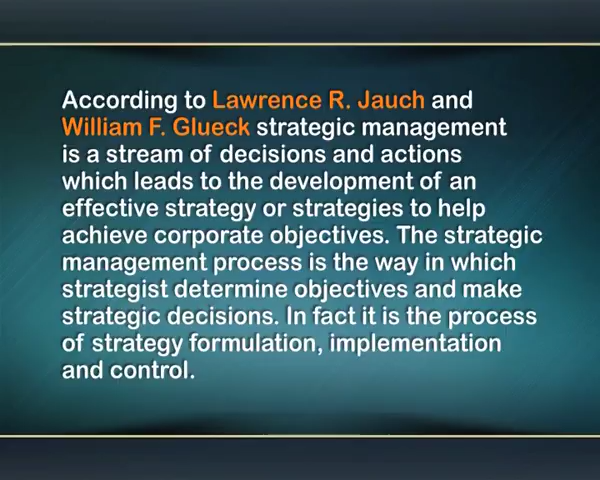 According to Lawrence R. Jauch and
William F. Glueck strategic management
is a stream of decisions and actions
which leads to the development of an
effective strategy or strategies to help
achieve corporate objectives. The strategic
management process is the way in which
strategist determine objectives and make
strategic decisions. In fact it is the process
of strategy formulation, implementation
and control.